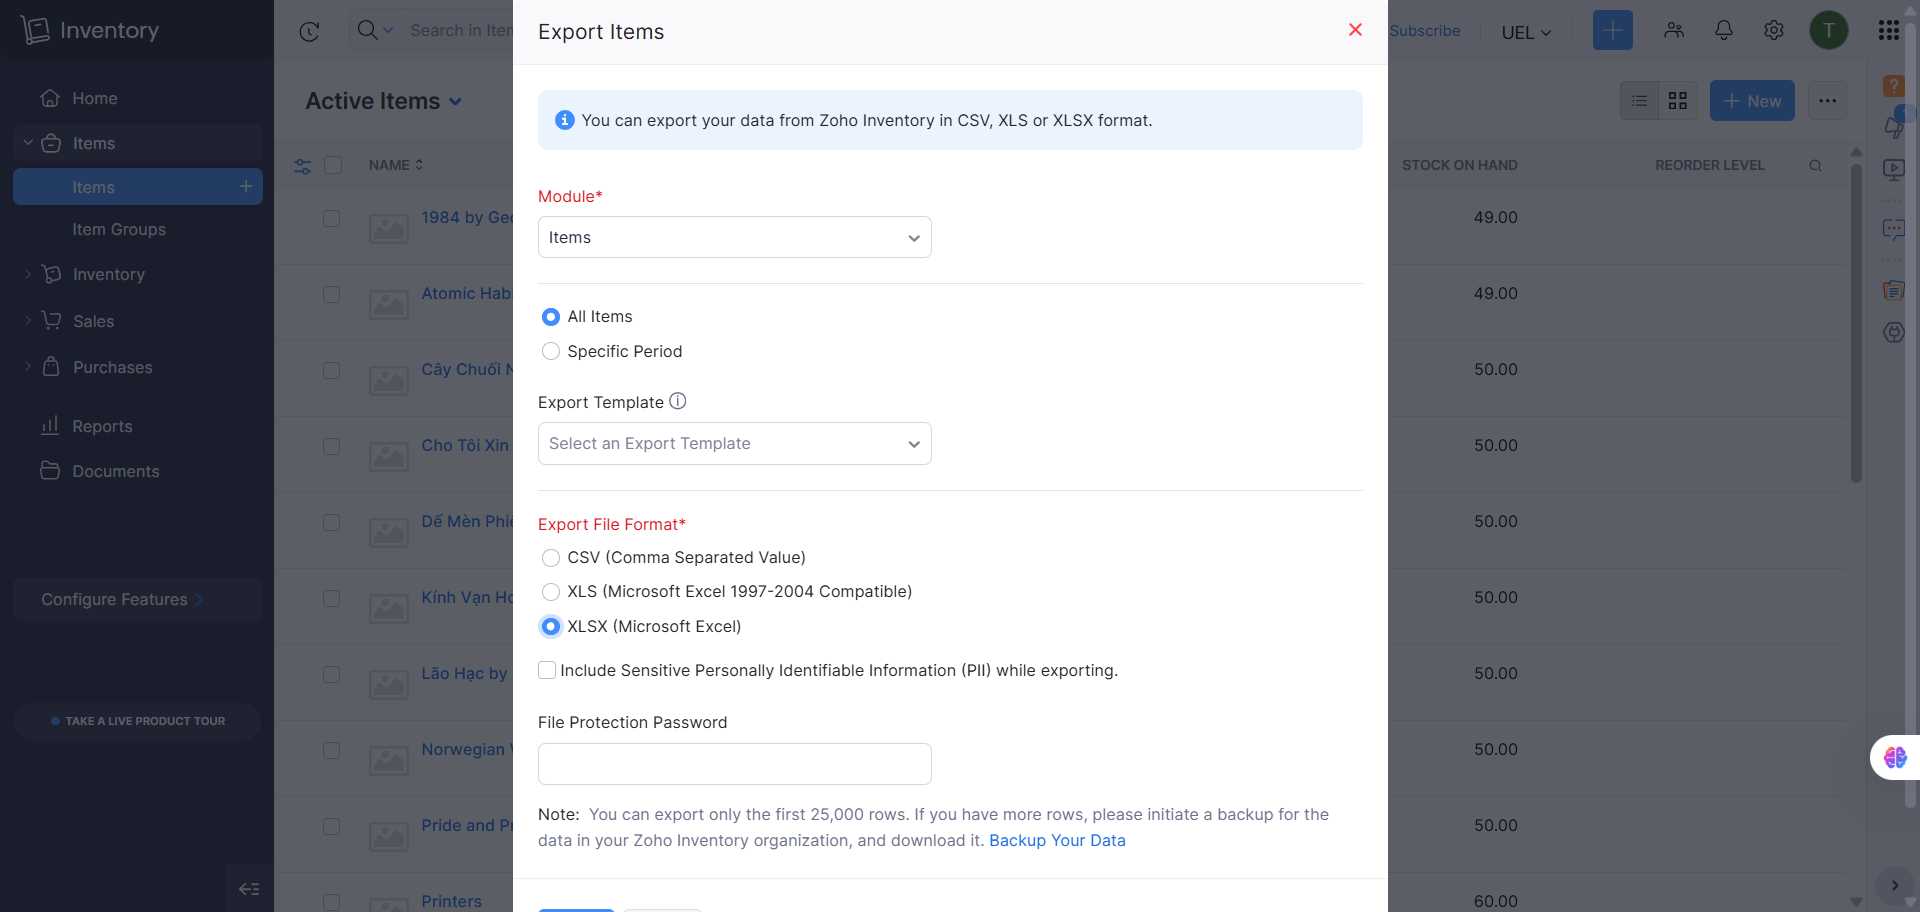 Inventory
Search in Item
Subscribe
UEL
T
Export Items
Home
Items
Items
Item Groups
Inventory
Sales
Purchases
Reports
Documents
Configure Features
TAKE A LIVE PRODUCT TOUR
Active Items
New
NAME
STOCK ON HAND
REORDER LEVEL
1984 by Geo
49.00
Atomic Hab
49.00
Cây Chuối N
50.00
Cho Tôi Xin
50.00
Dế Mèn Phiê
50.00
Kính Vạn Ho
50.00
Lão Hạc by
50.00
Norwegian W
50.00
Pride and Pr
50.00
Printers
60.00
You can export your data from Zoho Inventory in CSV, XLS or XLSX format.
Module*
Items
All Items
Specific Period
Export Template
Select an Export Template
Export File Format*
CSV (Comma Separated Value)
XLS (Microsoft Excel 1997-2004 Compatible)
XLSX (Microsoft Excel)
Include Sensitive Personally Identifiable Information (PII) while exporting.
File Protection Password
Note: You can export only the first 25,000 rows. If you have more rows, please initiate a backup for the
data in your Zoho Inventory organization, and download it. Backup Your Data